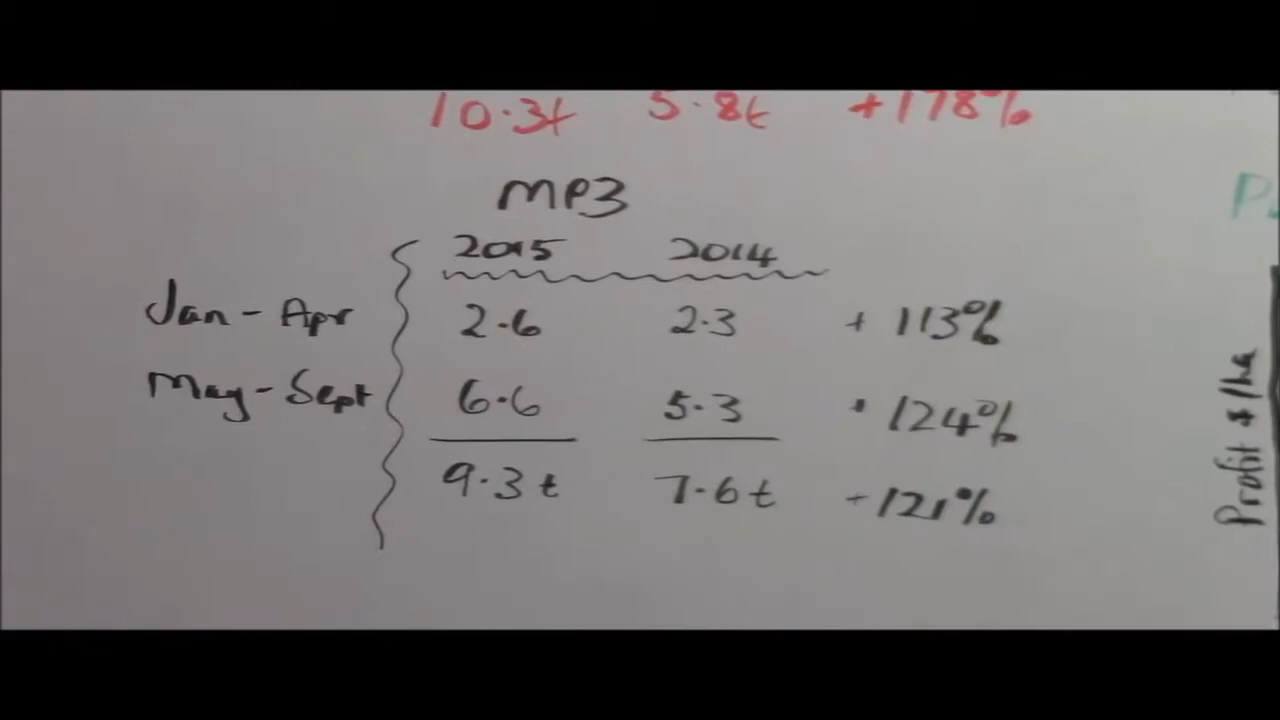 10.3t 5.8t +178%
MP3
2015 2014
Jan - Apr 2.6 2.3 + 113%
May - Sept 6.6 5.3 + 124%
9.3t 7.6t + 121%
Profit $/ha